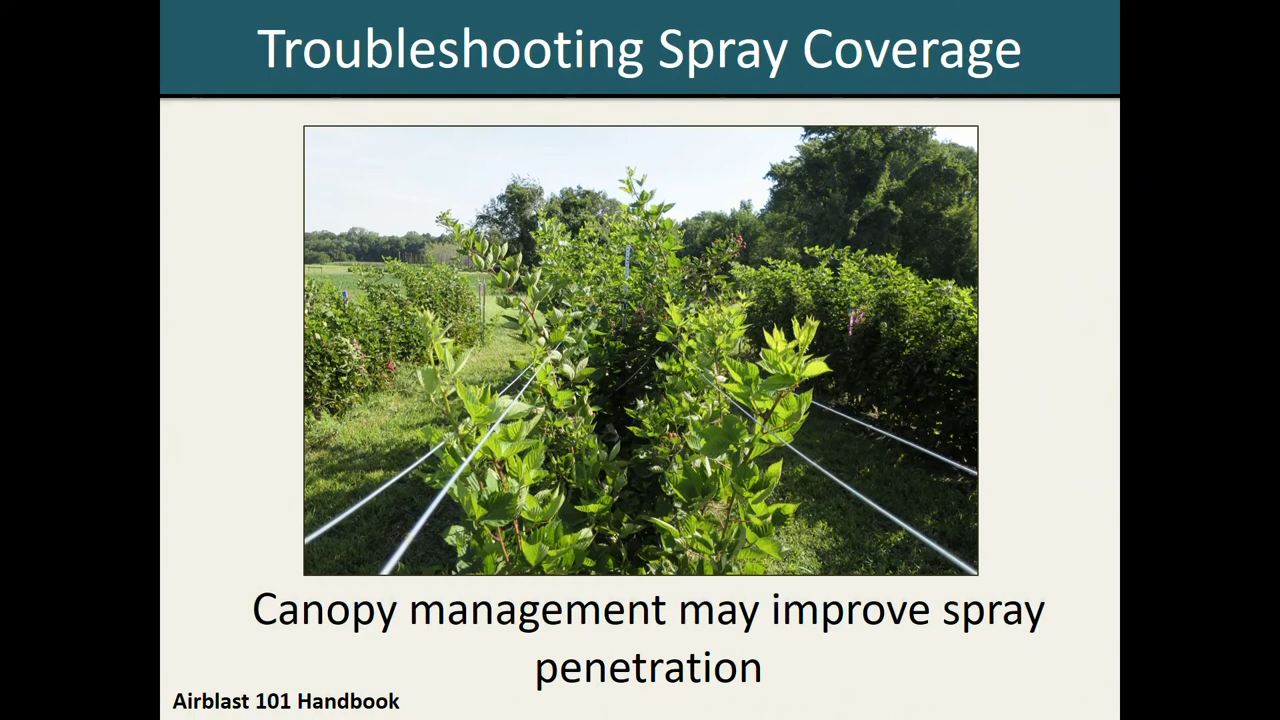 Troubleshooting Spray Coverage
Canopy management may improve spray
penetration
Airblast 101 Handbook